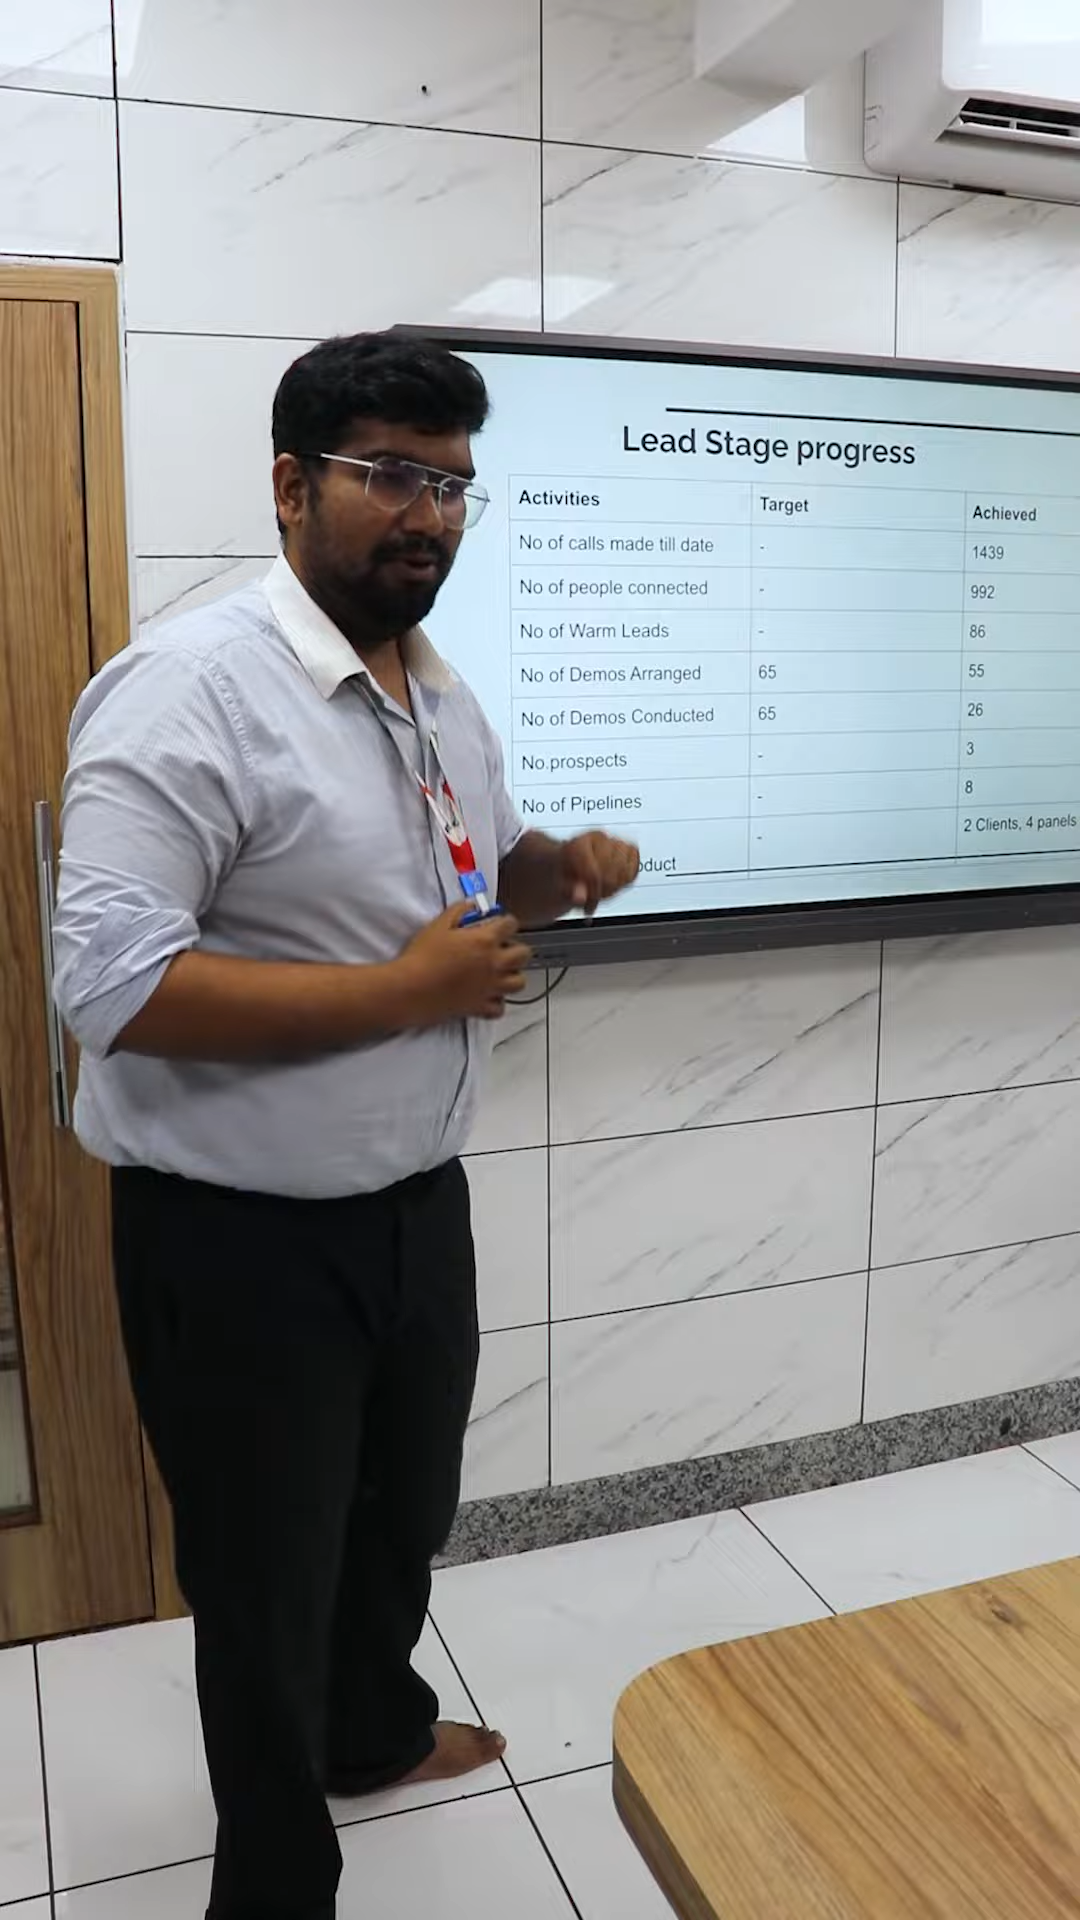 Lead Stage progress
Activities Target Achieved
No of calls made till date - 1439
No of people connected - 992
No of Warm Leads - 86
No of Demos Arranged 65 55
No of Demos Conducted 65 26
No.prospects - 3
No of Pipelines - 8
- 2 Clients, 4 panels